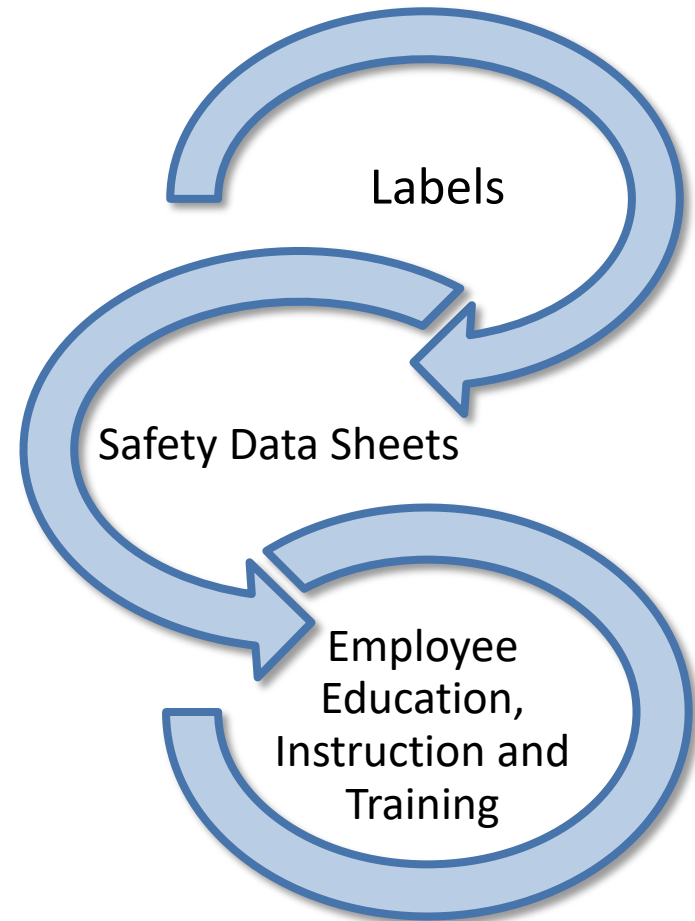 Labels
Safety Data Sheets
Employee
Education,
Instruction and
Training